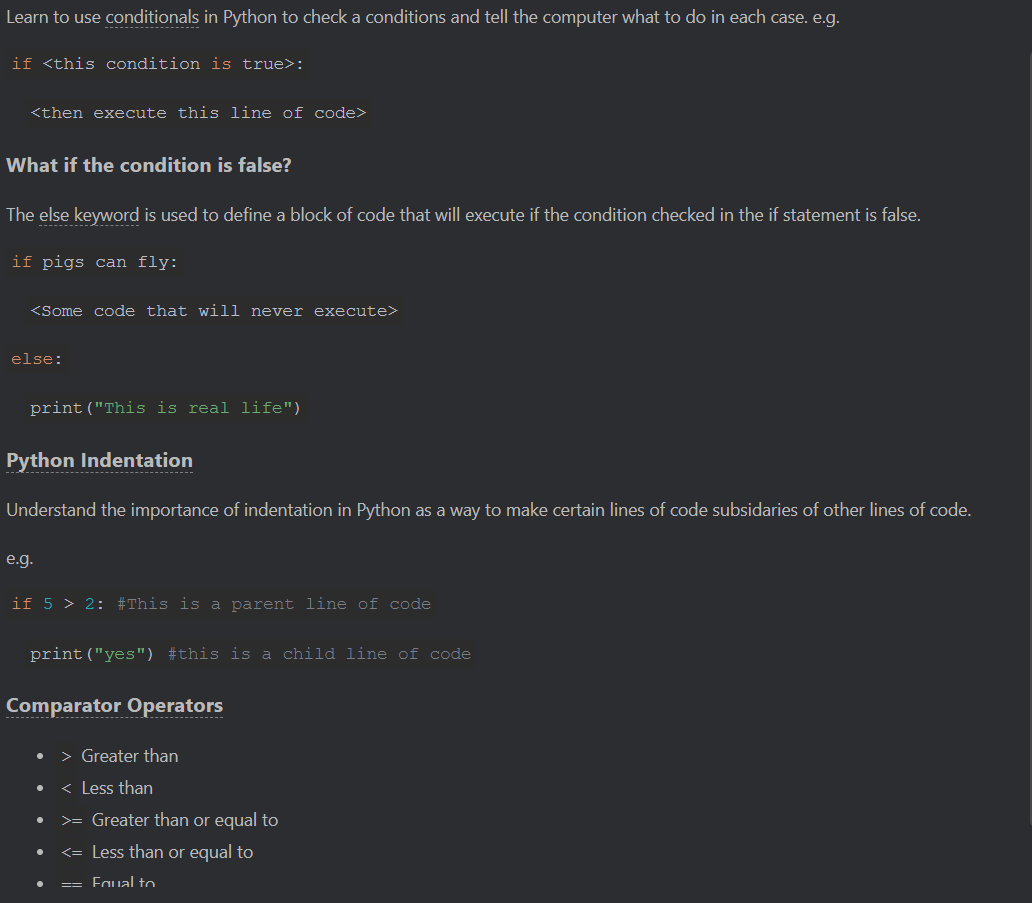 Learn to use conditionals in Python to check a conditions and tell the computer what to do in each case. e.g.
if <this condition is true>:
<then execute this line of code>
What if the condition is false?
The else keyword is used to define a block of code that will execute if the condition checked in the if statement is false.
if pigs can fly:
<Some code that will never execute>
else:
print("This is real life")
Python Indentation
Understand the importance of indentation in Python as a way to make certain lines of code subsidaries of other lines of code.
e.g.
if 5 > 2: #This is a parent line of code
print("yes") #this is a child line of code
Comparator Operators
• > Greater than
• < Less than
• >= Greater than or equal to
• <= Less than or equal to
• == Equal to